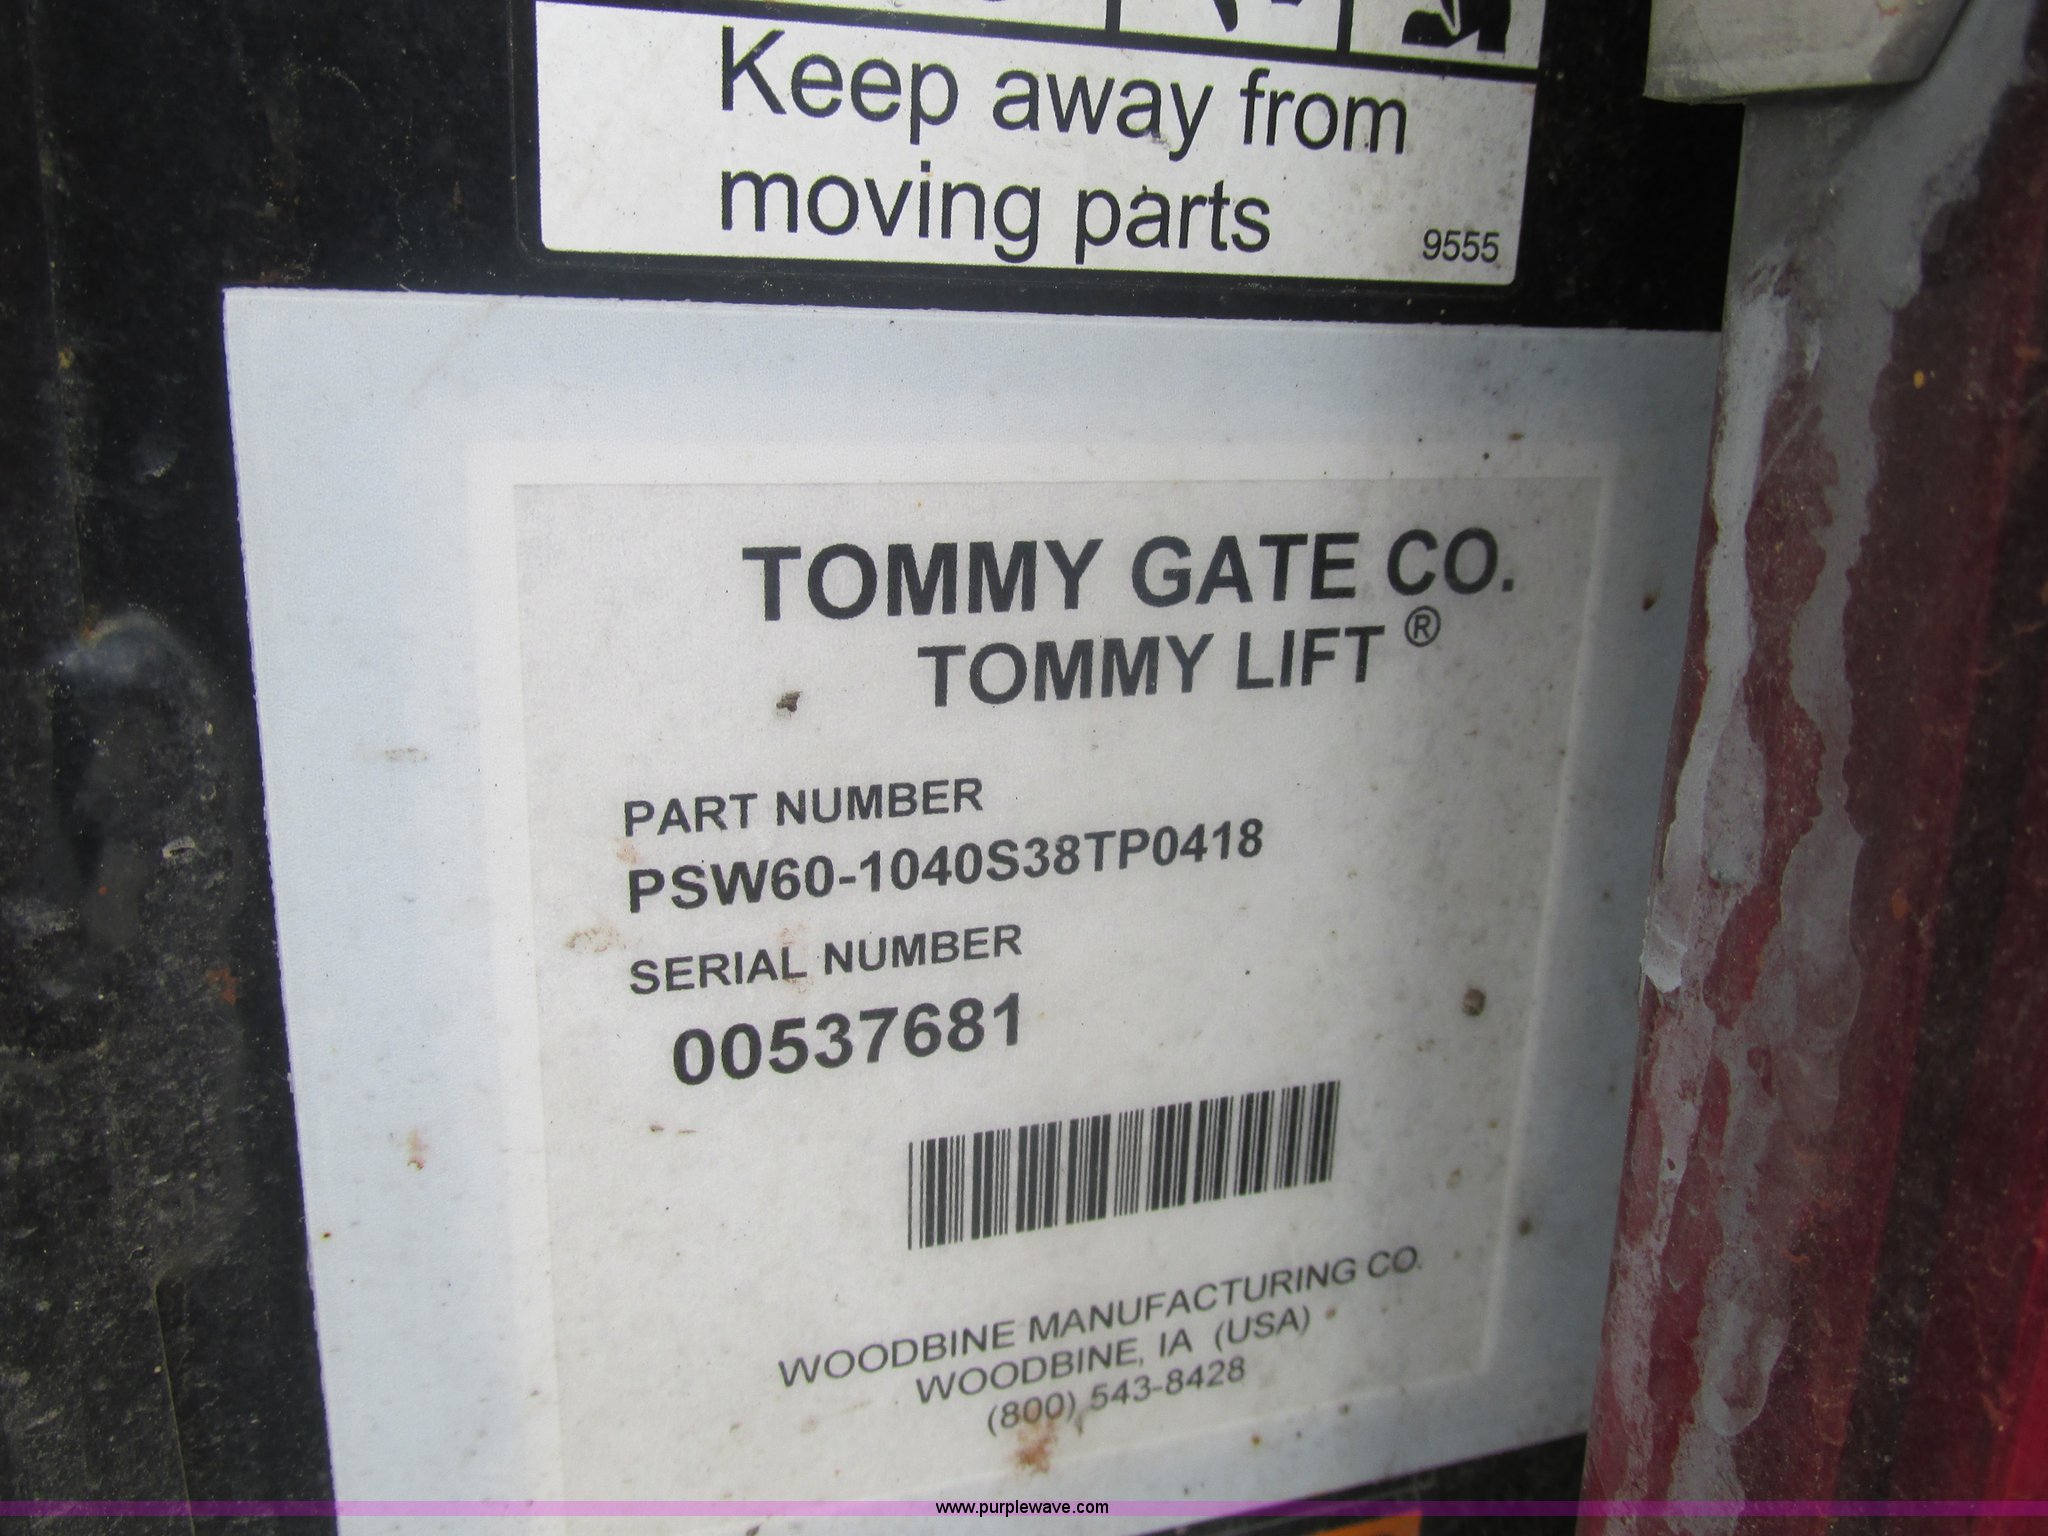 Keep away from
moving parts
9555
TOMMY GATE CO.
TOMMY LIFT ®
PART NUMBER
PSW60-1040S38TP0418
SERIAL NUMBER
00537681
WOODBINE MANUFACTURING CO.
WOODBINE, IA (USA)
(800) 543-8428
www.purplewave.com